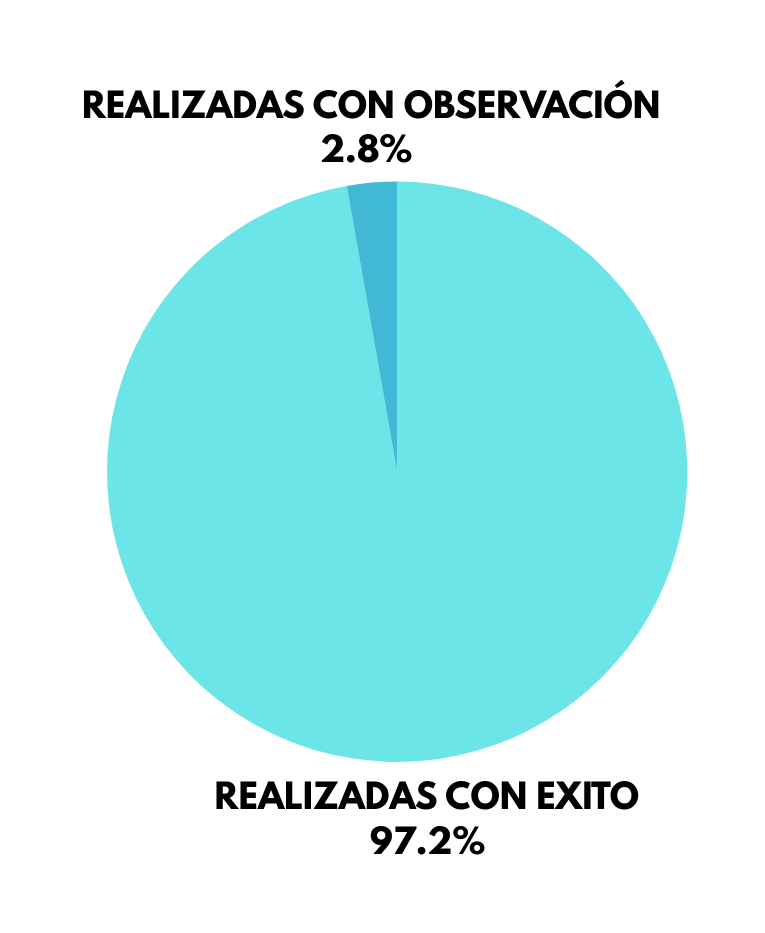 REALIZADAS CON OBSERVACIÓN
2.8%
REALIZADAS CON EXITO
97.2%